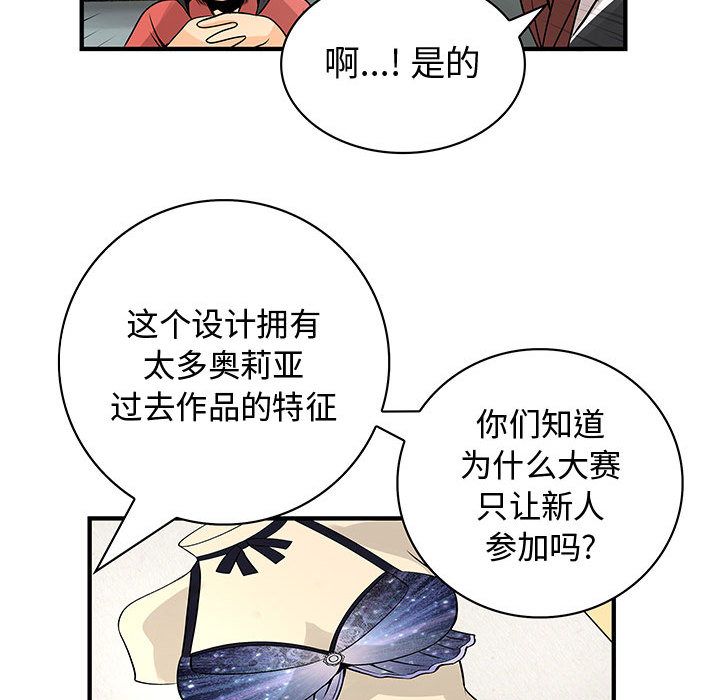 啊...! 是的
这个设计拥有
太多奥莉亚
过去作品的特征
你们知道
为什么大赛
只让新人
参加吗?